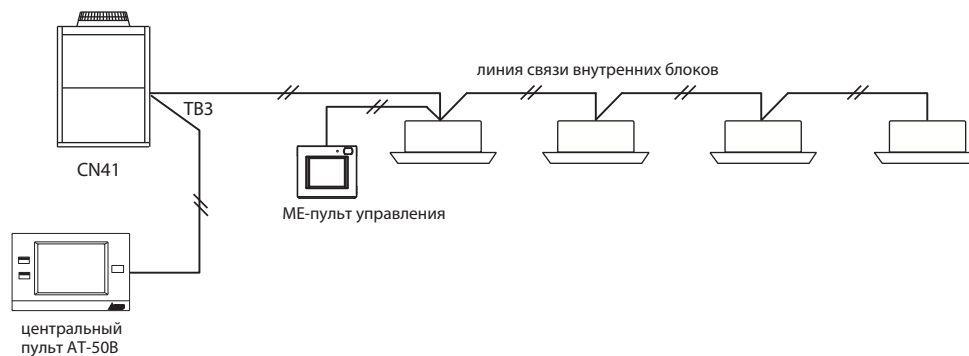 линия связи внутренних блоков
TB3
CN41
ME-пульт управления
центральный
пульт AT-50B